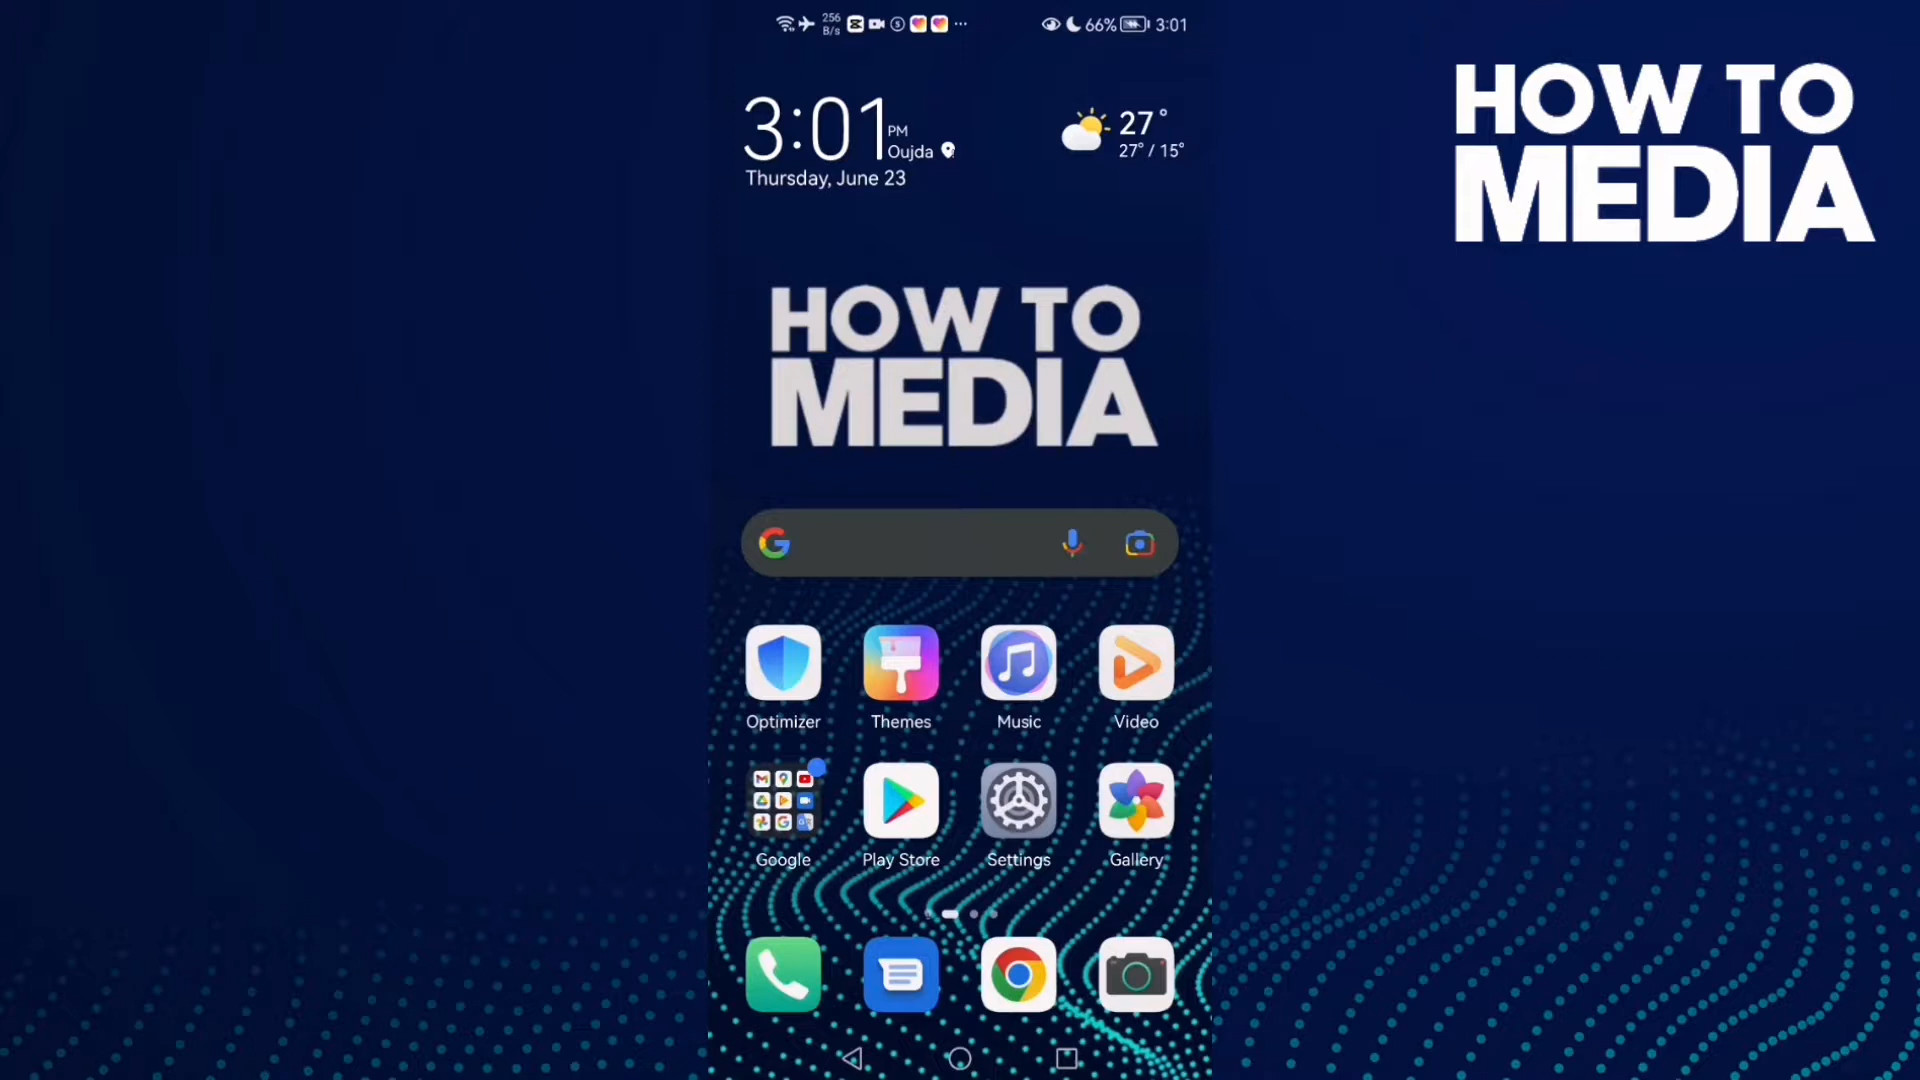 256
B/s
66%
3:01
3:01
PM
Oujda
Thursday, June 23
27°
27° / 15°
HOW TO
MEDIA
HOW TO
MEDIA
Optimizer
Themes
Music
Video
Google
Play Store
Settings
Gallery